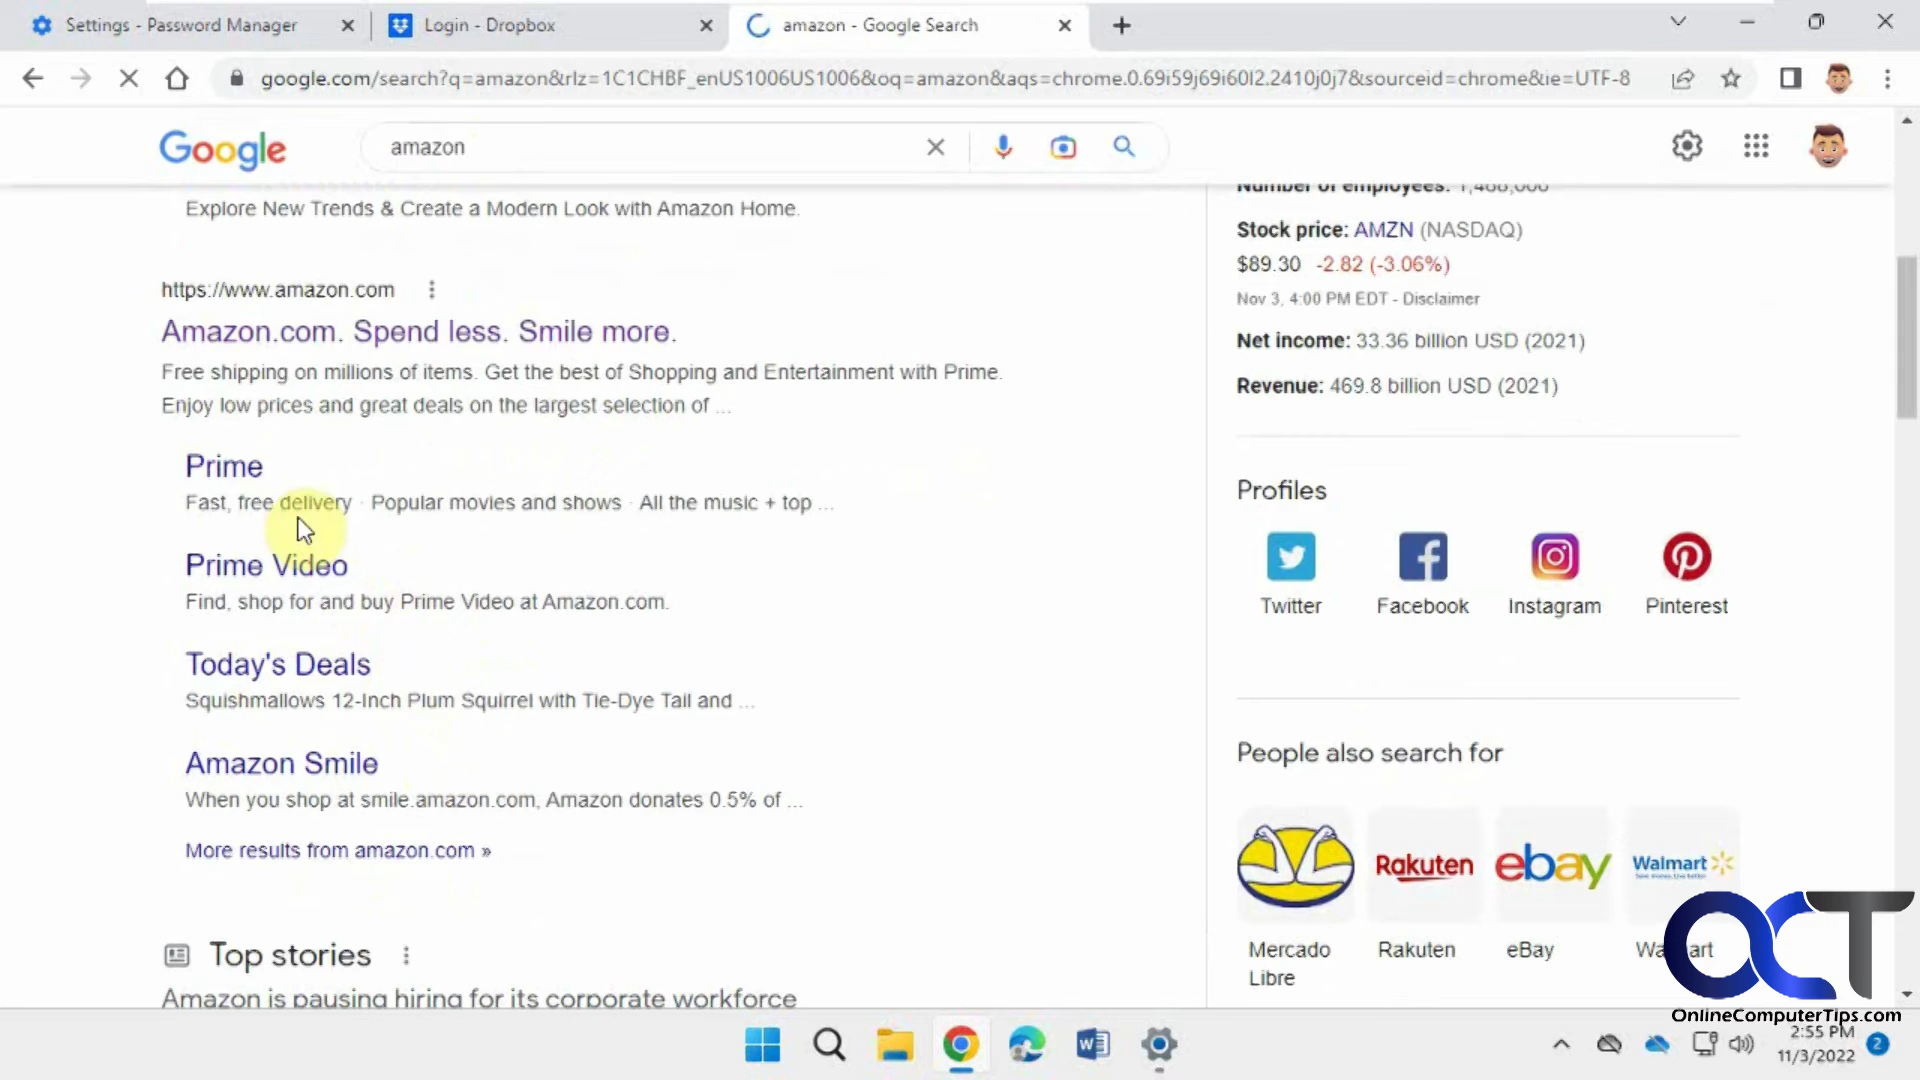 Settings - Password Manager
Login - Dropbox
amazon - Google Search
google.com/search?q=amazon&rlz=1C1CHBF_enUS1006US1006&oq=amazon&aqs=chrome.0.69i59j69i60l2.2410j0j7&sourceid=chrome&ie=UTF-8
Google
amazon
Explore New Trends & Create a Modern Look with Amazon Home.
https://www.amazon.com
Amazon.com. Spend less. Smile more.
Free shipping on millions of items. Get the best of Shopping and Entertainment with Prime.
Enjoy low prices and great deals on the largest selection of ...
Prime
Fast, free delivery · Popular movies and shows · All the music + top ...
Prime Video
Find, shop for and buy Prime Video at Amazon.com.
Today's Deals
Squishmallows 12-Inch Plum Squirrel with Tie-Dye Tail and ...
Amazon Smile
When you shop at smile.amazon.com, Amazon donates 0.5% of ...
More results from amazon.com »
Top stories
Amazon is pausing hiring for its corporate workforce
Number of employees: 1,468,000
Stock price: AMZN (NASDAQ)
$89.30 -2.82 (-3.06%)
Nov 3, 4:00 PM EDT - Disclaimer
Net income: 33.36 billion USD (2021)
Revenue: 469.8 billion USD (2021)
Profiles
Twitter
Facebook
Instagram
Pinterest
People also search for
Rakuten
ebay
Walmart
Mercado
Libre
Rakuten
eBay
Walmart
OCT
OnlineComputerTips.com
2:55 PM
11/3/2022
2